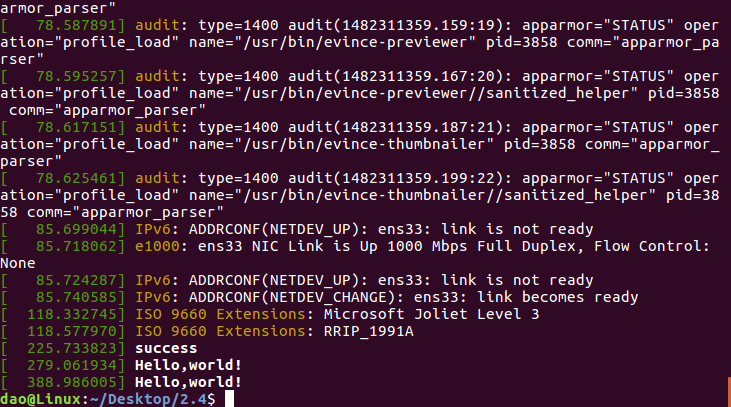 armor_parser"
[   78.587891] audit: type=1400 audit(1482311359.159:19): apparmor="STATUS" oper
ation="profile_load" name="/usr/bin/evince-previewer" pid=3858 comm="apparmor_pa
rser"
[   78.595257] audit: type=1400 audit(1482311359.167:20): apparmor="STATUS" oper
ation="profile_load" name="/usr/bin/evince-previewer//sanitized_helper" pid=3858
 comm="apparmor_parser"
[   78.617151] audit: type=1400 audit(1482311359.187:21): apparmor="STATUS" oper
ation="profile_load" name="/usr/bin/evince-thumbnailer" pid=3858 comm="apparmor_
parser"
[   78.625461] audit: type=1400 audit(1482311359.199:22): apparmor="STATUS" oper
ation="profile_load" name="/usr/bin/evince-thumbnailer//sanitized_helper" pid=38
58 comm="apparmor_parser"
[   85.699044] IPv6: ADDRCONF(NETDEV_UP): ens33: link is not ready
[   85.718062] e1000: ens33 NIC Link is Up 1000 Mbps Full Duplex, Flow Control:
None
[   85.724287] IPv6: ADDRCONF(NETDEV_UP): ens33: link is not ready
[   85.740585] IPv6: ADDRCONF(NETDEV_CHANGE): ens33: link becomes ready
[  118.332745] ISO 9660 Extensions: Microsoft Joliet Level 3
[  118.577970] ISO 9660 Extensions: RRIP_1991A
[  225.733823] success
[  279.061934] Hello,world!
[  388.986005] Hello,world!
dao@Linux:~/Desktop/2.4$